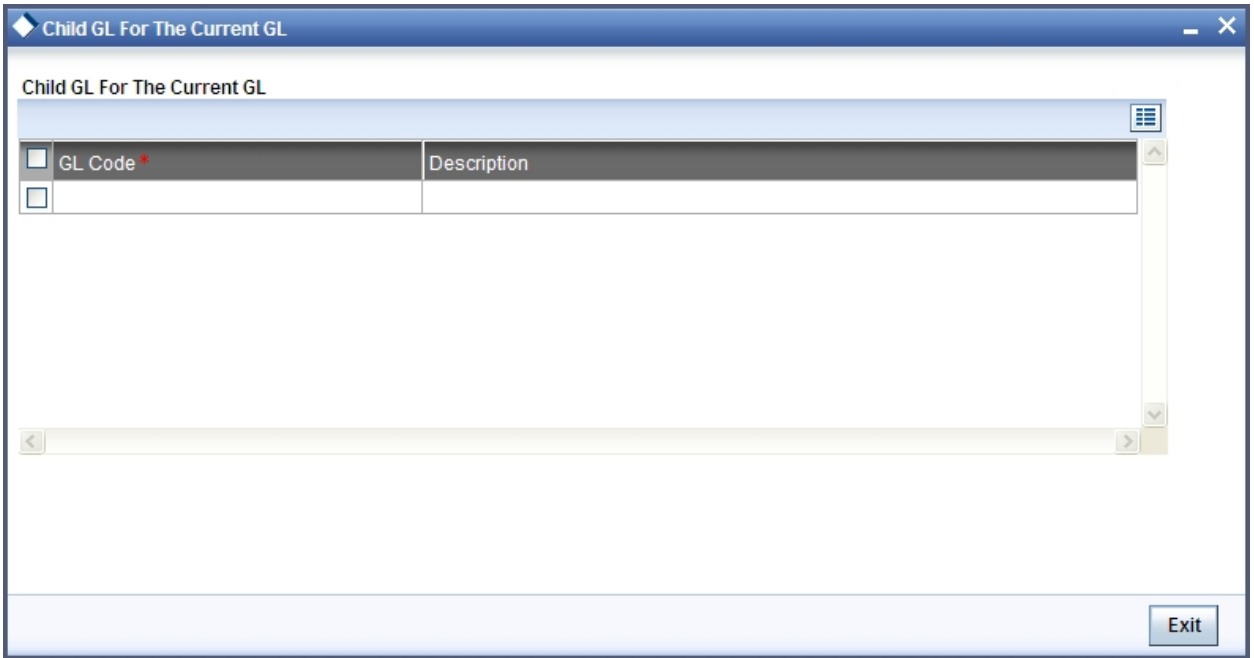 Child GL For The Current GL
Child GL For The Current GL
GL Code * Description
Exit